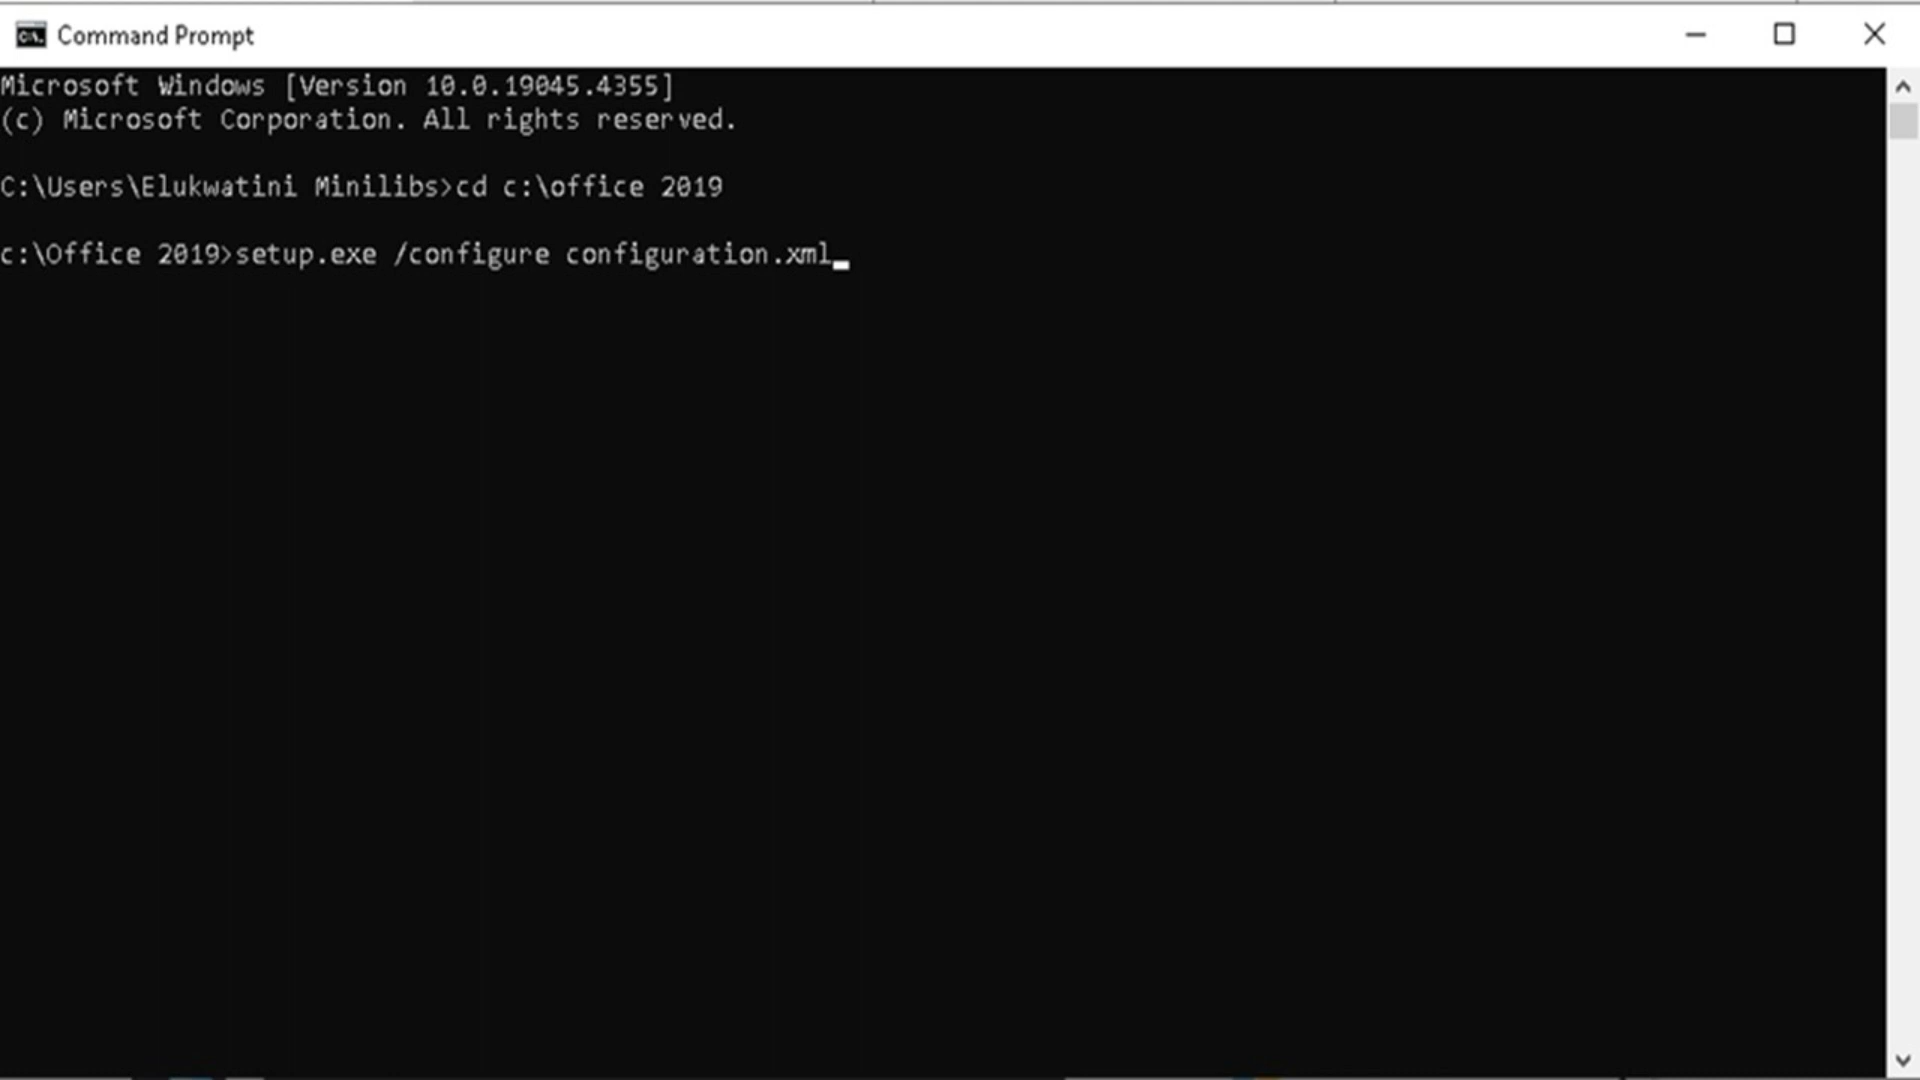 Command Prompt
Microsoft Windows [Version 10.0.19045.4355]
(c) Microsoft Corporation. All rights reserved.
C:\Users\Elukwatini Minilibs>cd c:\office 2019
c:\Office 2019>setup.exe /configure configuration.xml